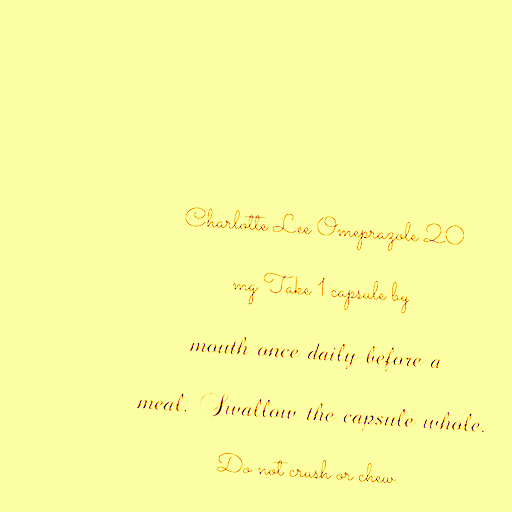 Charlotte Lee Omeprazole 20
mg Take 1 capsule by
mouth once daily before a
meal. Swallow the capsule whole.
Do not crush or chew